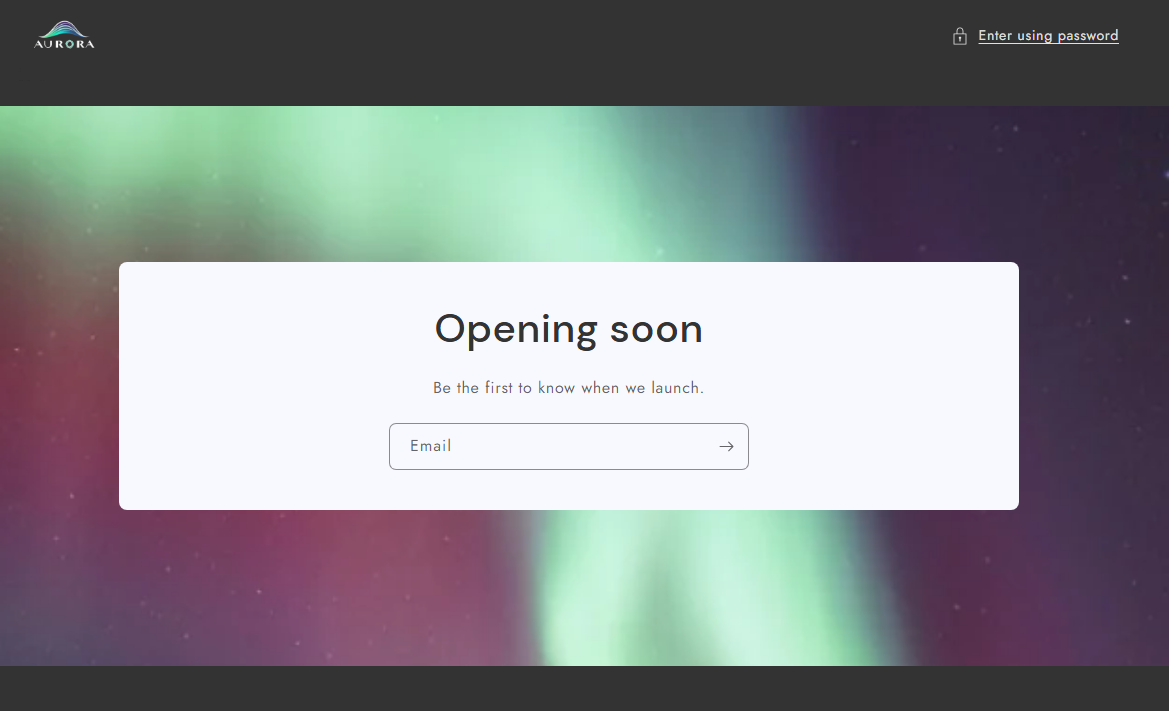 AURORA
Enter using password
Opening soon
Be the first to know when we launch.
Email